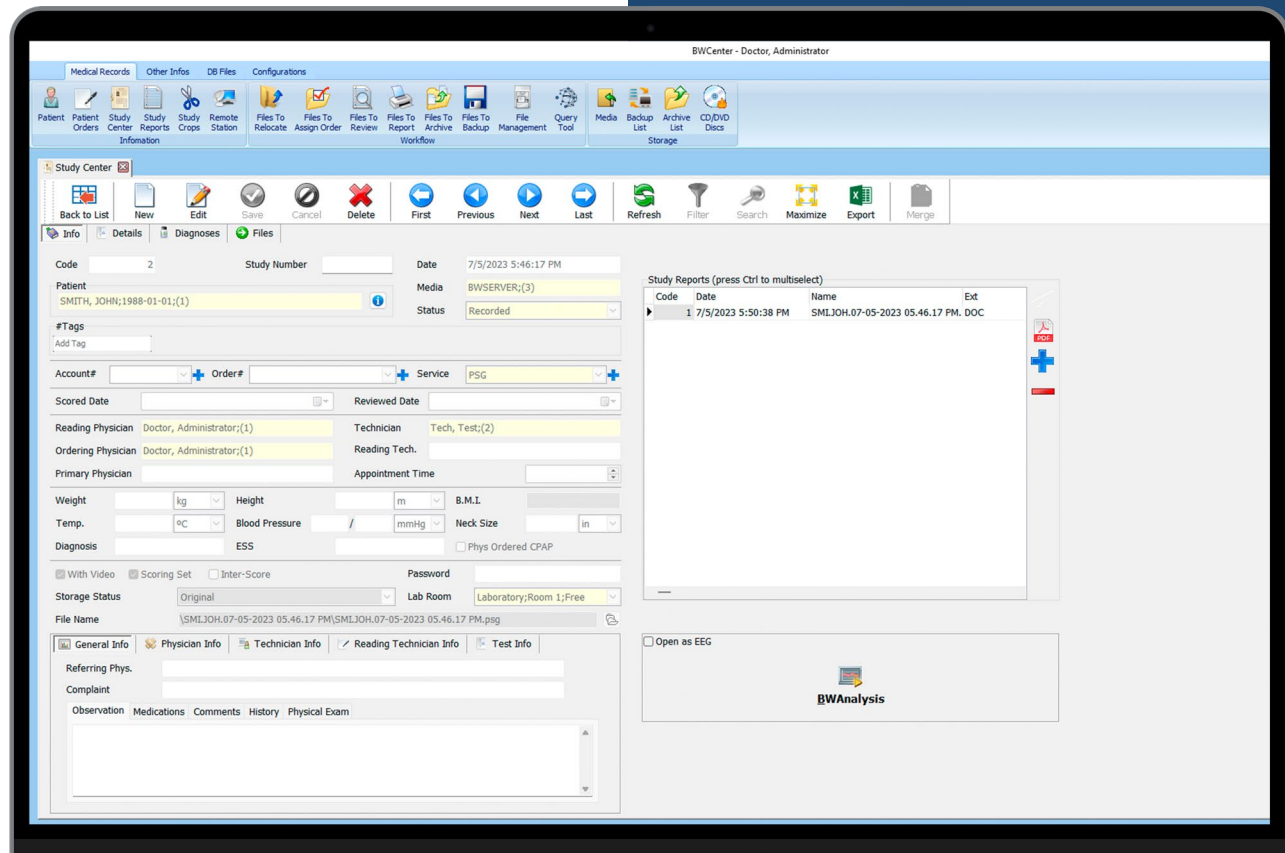 BWCenter - Doctor, Administrator
Medical Records Other Infos DB Files Configurations
Patient Patient Orders Study Center Study Reports Study Crops Remote Station Files To Relocate Files To Assign Order Files To Review Files To Report Files To Archive Files To Backup File Management Query Tool Media Backup List Archive List CD/DVD Discs
Infomation Workflow Storage
Study Center
Back to List New Edit Save Cancel Delete First Previous Next Last Refresh Filter Search Maximize Export Merge
Info Details Diagnoses Files
Code 2 Study Number Date 7/5/2023 5:46:17 PM
Patient
SMITH, JOHN;1988-01-01;(1)
Media BWSERVER;(3)
Status Recorded
#Tags
Add Tag
Account# Order# Service PSG
Scored Date Reviewed Date
Reading Physician Doctor, Administrator;(1) Technician Tech, Test;(2)
Ordering Physician Doctor, Administrator;(1) Reading Tech.
Primary Physician Appointment Time
Weight kg Height m B.M.I.
Temp. ºC Blood Pressure / mmHg Neck Size in
Diagnosis ESS Phys Ordered CPAP
With Video Scoring Set Inter-Score Password
Storage Status Original Lab Room Laboratory;Room 1;Free
File Name \SMI.JOH.07-05-2023 05.46.17 PM\SMI.JOH.07-05-2023 05.46.17 PM.psg
General Info Physician Info Technician Info Reading Technician Info Test Info
Referring Phys.
Complaint
Observation Medications Comments History Physical Exam
Study Reports (press Ctrl to multiselect)
Code Date Name Ext
1 7/5/2023 5:50:38 PM SMI.JOH.07-05-2023 05.46.17 PM. DOC
PDF
Open as EEG
BWAnalysis